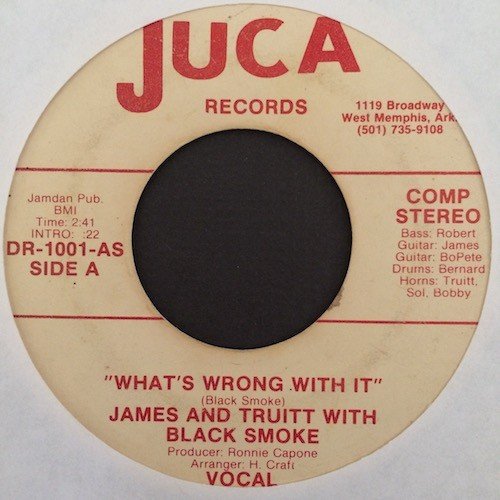 JUCA
RECORDS
1119 Broadway
West Memphis, Ark.
(501) 735-9108
Jamdan Pub.
BMI
Time: 2:41
INTRO: :22
DR-1001-AS
SIDE A
COMP
STEREO
Bass: Robert
Guitar: James
Guitar: BoPete
Drums: Bernard
Horns: Truitt,
Sol, Bobby
"WHAT'S WRONG WITH IT"
(Black Smoke)
JAMES AND TRUITT WITH
BLACK SMOKE
Producer: Ronnie Capone
Arranger: H. Craft
VOCAL